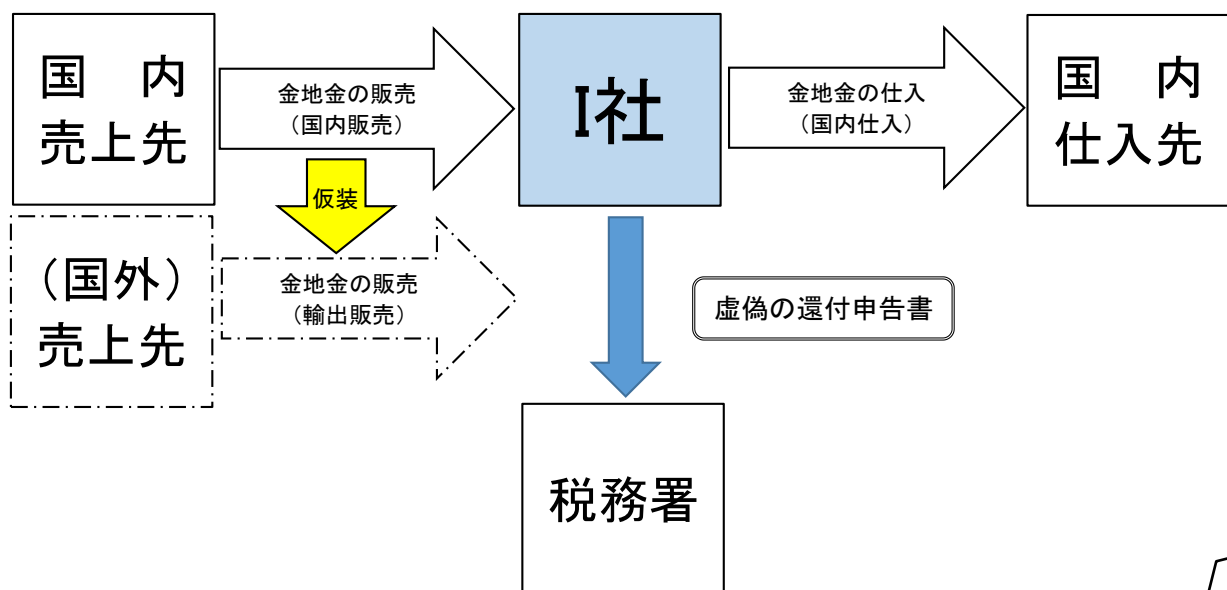 国　内
売上先
金地金の販売
（国内販売）
I社
金地金の仕入
（国内仕入）
国　内
仕入先
仮装
（国外）
売上先
金地金の販売
（輸出販売）
虚偽の還付申告書
税務署